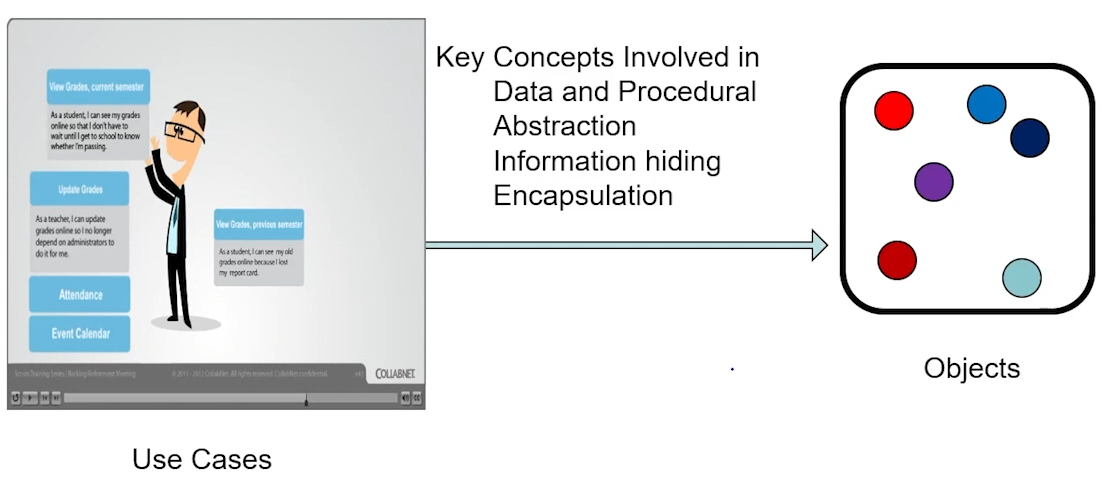 View Grades, current semester
As a student, I can see my grades
online so that I don't have to
wait until I get to school to know
whether I'm passing.
Update Grades
As a teacher, I can update
grades online so I no longer
depend on administrators to
do it for me.
Attendance
Event Calendar
View Grades, previous semester
As a student, I can see my old
grades online because I lost
my report card.
Scrum Training Series: Backlog Refinement Meeting
© 2011 - 2012 CollabNet. All rights reserved. CollabNet confidential.
COLLABNET
CC
Use Cases
Key Concepts Involved in
Data and Procedural
Abstraction
Information hiding
Encapsulation
Objects